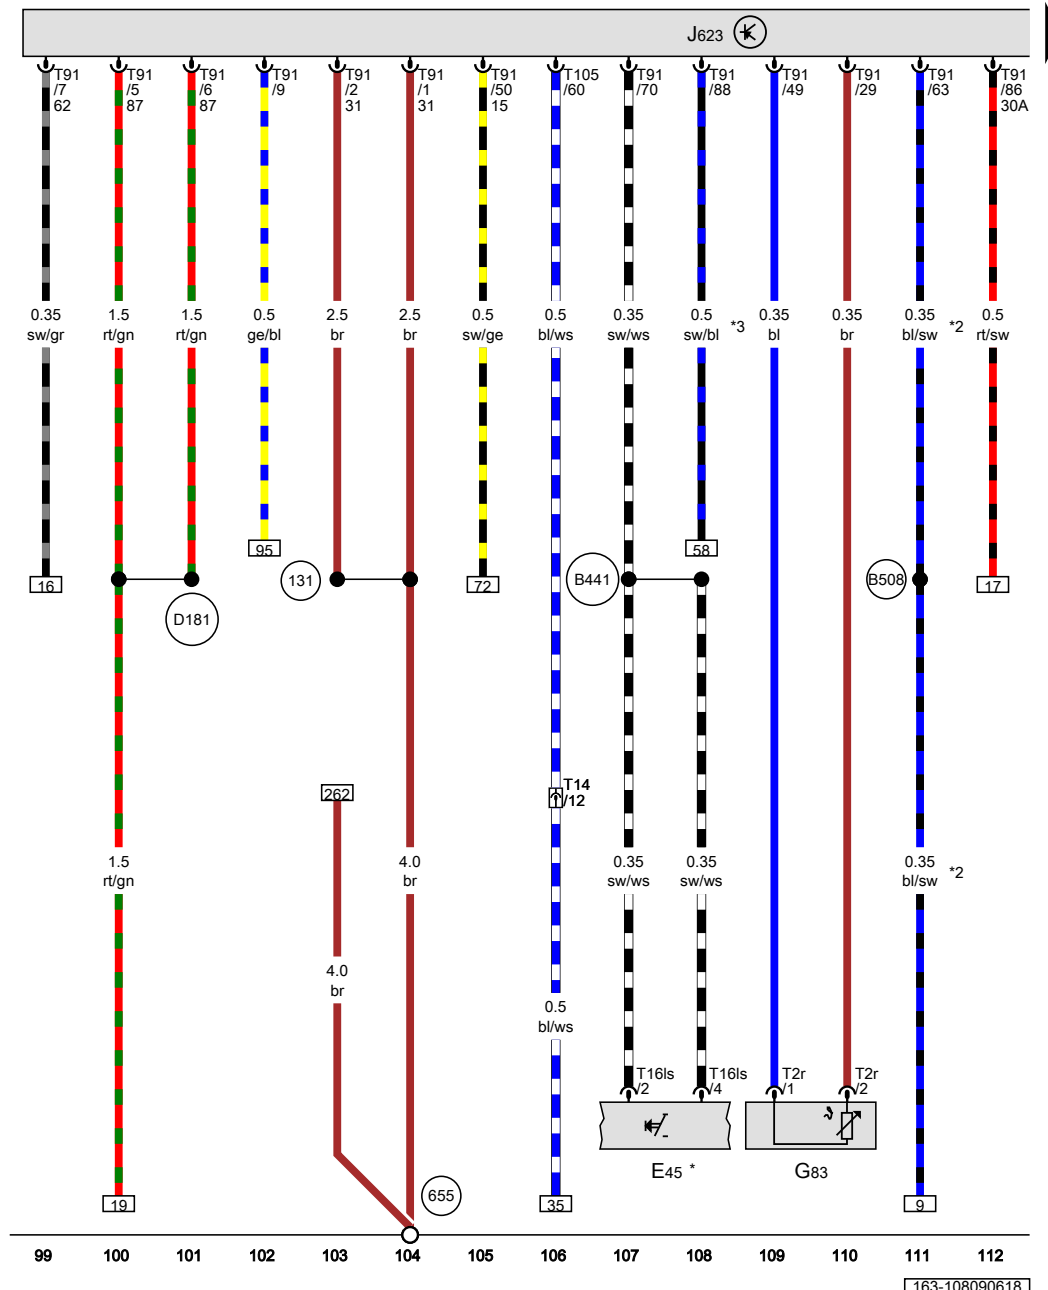 J623
T91 T91 T91 T91 T91 T91 T91 T105 T91 T91 T91 T91 T91 T91
/7 /5 /6 /9 /2 /1 /50 /60 /70 /88 /49 /29 /63 /86
62 87 87 31 31 15 30A
0.35 1.5 1.5 0.5 2.5 2.5 0.5 0.5 0.35 0.5 0.35 0.35 0.35 0.5
sw/gr rt/gn rt/gn ge/bl br br sw/ge bl/ws sw/ws sw/bl *3 bl br bl/sw *2 rt/sw
95 58
16 131 72 B441 B508 17
D181
262 T14
/12
1.5 4.0 0.35 0.35 0.35
rt/gn br sw/ws sw/ws bl/sw *2
4.0
br
0.5
bl/ws
T16ls T16ls T2r T2r
/2 /4 /1 /2
E45 * G83
19 655 35 9
99 100 101 102 103 104 105 106 107 108 109 110 111 112
163-108090618